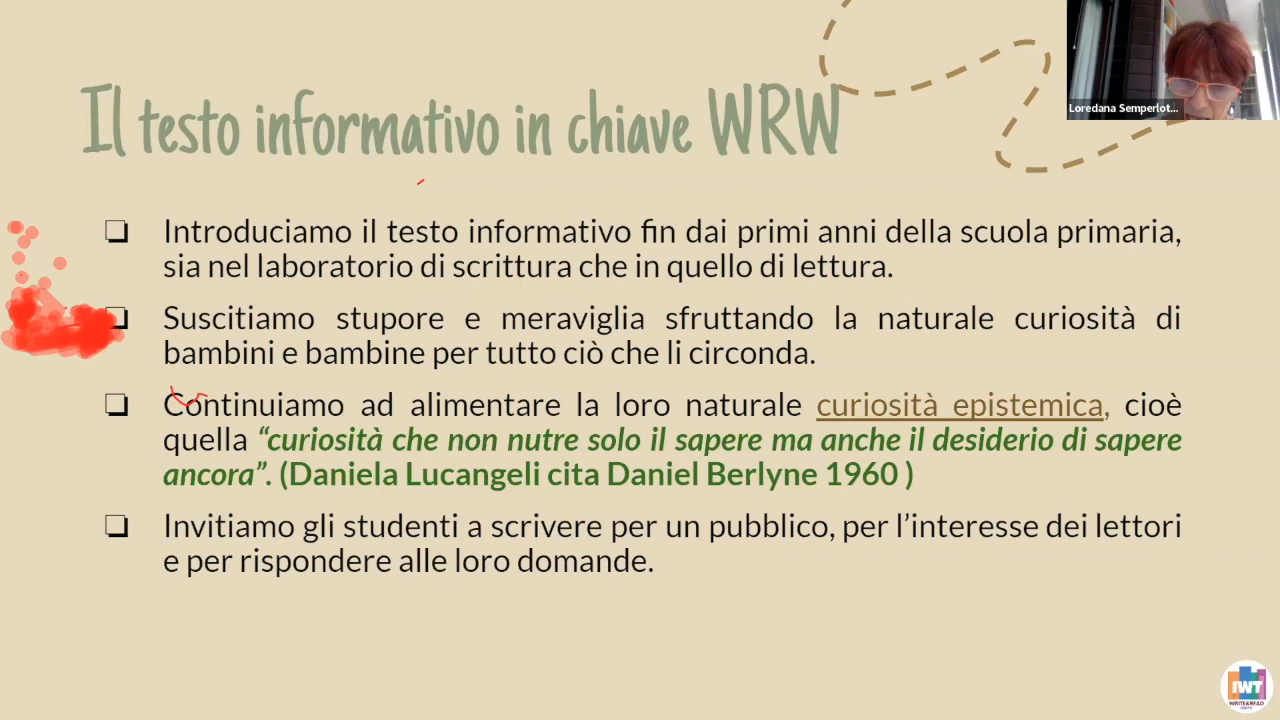 Il testo informativo in chiave WRW
Loredana Semperlot...
Introduciamo il testo informativo fin dai primi anni della scuola primaria,
sia nel laboratorio di scrittura che in quello di lettura.
Suscitiamo stupore e meraviglia sfruttando la naturale curiosità di
bambini e bambine per tutto ciò che li circonda.
Continuiamo ad alimentare la loro naturale curiosità epistemica, cioè
quella “curiosità che non nutre solo il sapere ma anche il desiderio di sapere
ancora”. (Daniela Lucangeli cita Daniel Berlyne 1960 )
Invitiamo gli studenti a scrivere per un pubblico, per l’interesse dei lettori
e per rispondere alle loro domande.
IWT
WRITE&READ